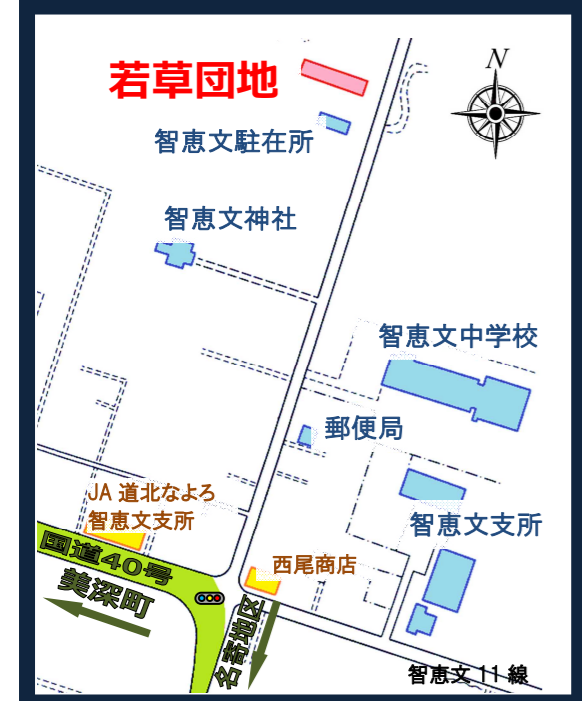 若草団地
N
智恵文駐在所
智恵文神社
智恵文中学校
郵便局
JA 道北なよろ
智恵文支所
智恵文支所
西尾商店
国道40号
美深町
名寄地区
智恵文 11 線